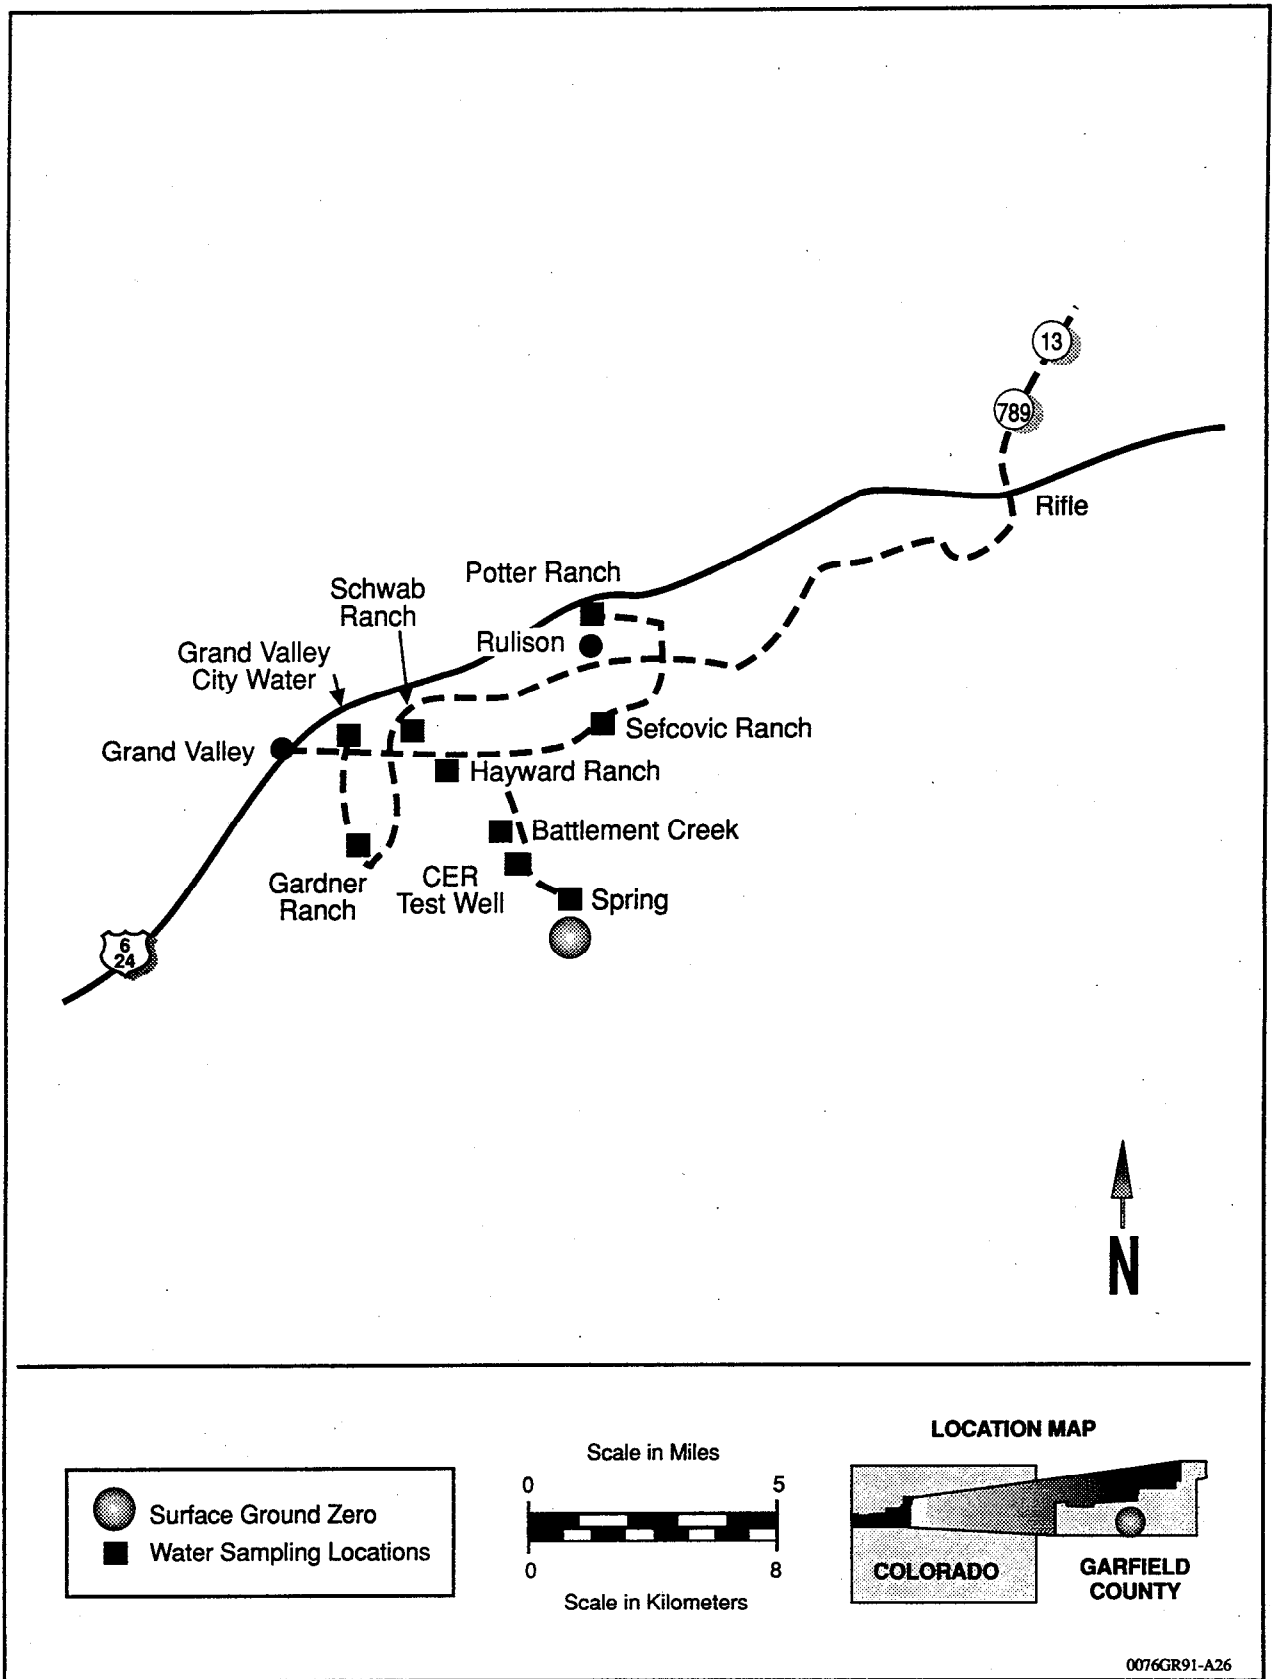 13
789
Rifle
Potter Ranch
Schwab
Ranch
Rulison
Grand Valley
City Water
Sefcovic Ranch
Grand Valley
Hayward Ranch
Battlement Creek
CER
Test Well
Gardner
Ranch
Spring
6
24
N
LOCATION MAP
Scale in Miles
0 5
Surface Ground Zero
Water Sampling Locations
0 8
Scale in Kilometers
COLORADO
GARFIELD
COUNTY
0076GR91-A26